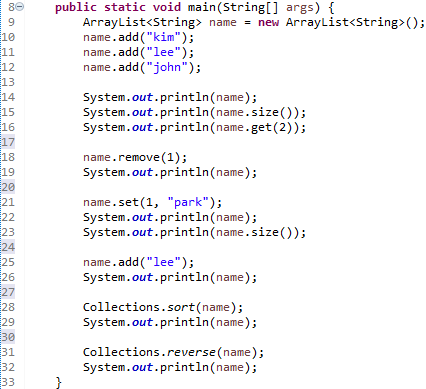 8 public static void main(String[] args) {
9 ArrayList<String> name = new ArrayList<String>();
10 name.add("kim");
11 name.add("lee");
12 name.add("john");
13
14 System.out.println(name);
15 System.out.println(name.size());
16 System.out.println(name.get(2));
17
18 name.remove(1);
19 System.out.println(name);
20
21 name.set(1, "park");
22 System.out.println(name);
23 System.out.println(name.size());
24
25 name.add("lee");
26 System.out.println(name);
27
28 Collections.sort(name);
29 System.out.println(name);
30
31 Collections.reverse(name);
32 System.out.println(name);
33 }